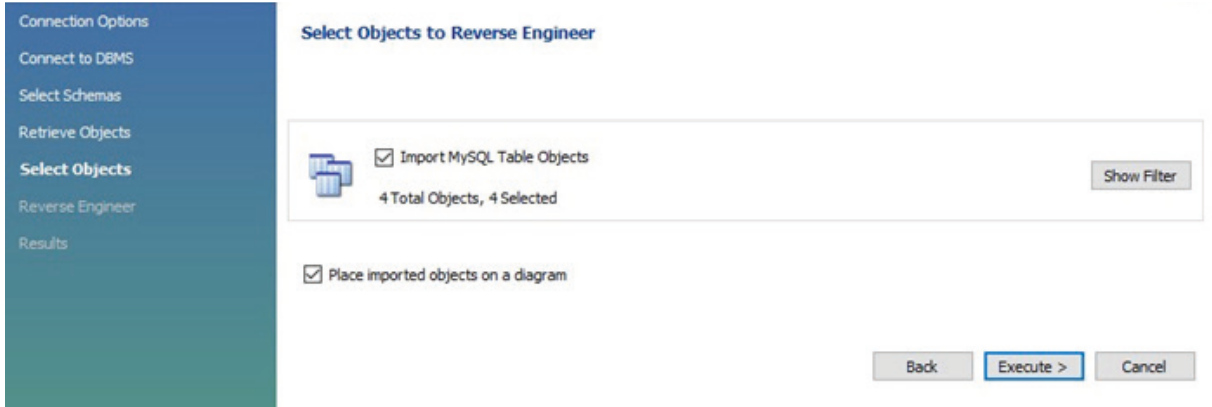 Connection Options
Connect to DBMS
Select Schemas
Retrieve Objects
Select Objects
Reverse Engineer
Results
Select Objects to Reverse Engineer
Import MySQL Table Objects
4 Total Objects, 4 Selected
Show Filter
Place imported objects on a diagram
Back
Execute >
Cancel